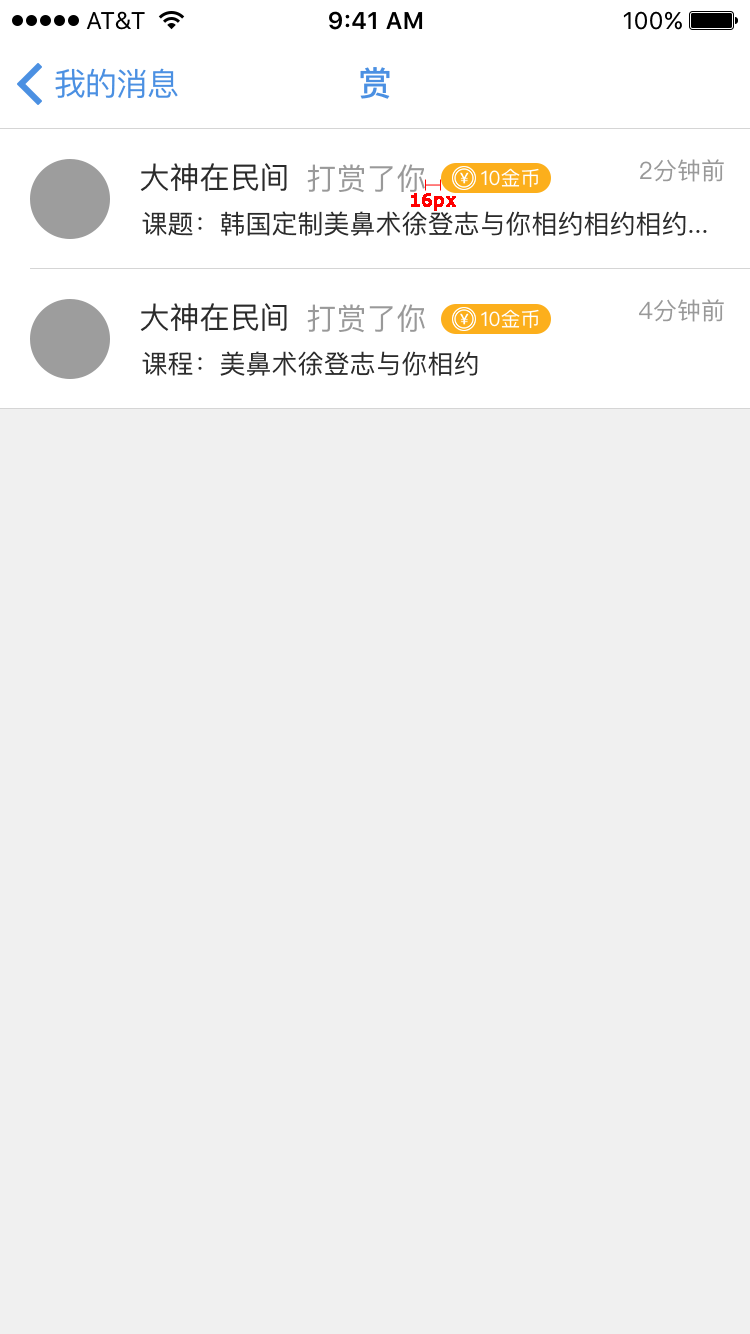 AT&T 9:41 AM 100%
我的消息 赏
大神在民间 打赏了你 ¥ 10金币 2分钟前
16px
课题：韩国定制美鼻术徐登志与你相约相约相约...
大神在民间 打赏了你 ¥ 10金币 4分钟前
课程：美鼻术徐登志与你相约